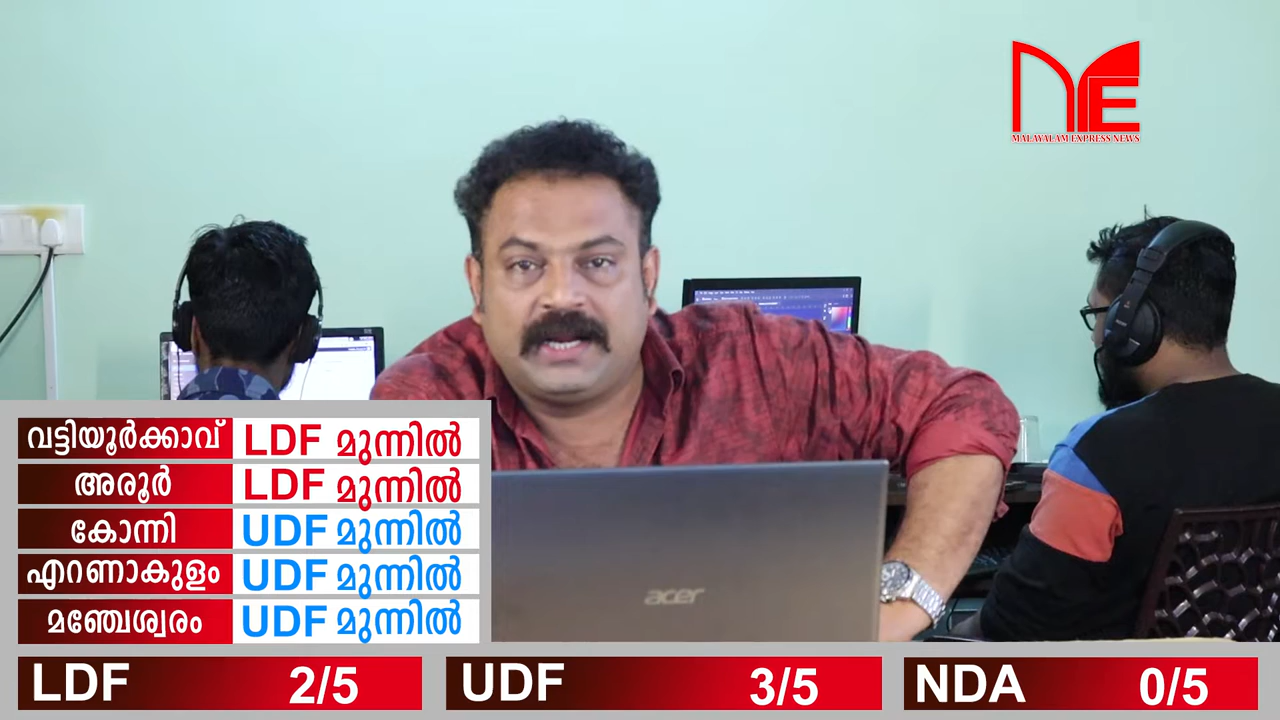 MALAYALAM EXPRESS NEWS
വട്ടിയൂർക്കാവ് LDF മുന്നിൽ
അരൂർ LDF മുന്നിൽ
കോന്നി UDF മുന്നിൽ
എറണാകുളം UDF മുന്നിൽ
മഞ്ചേശ്വരം UDF മുന്നിൽ
acer
LDF 2/5 UDF 3/5 NDA 0/5